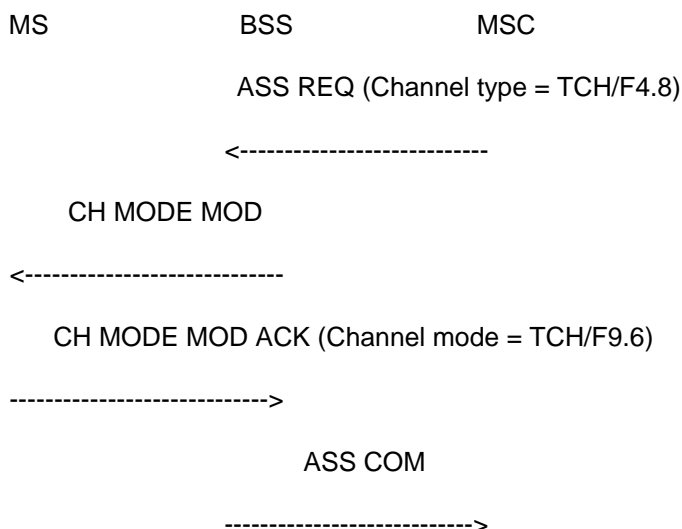 MS BSS MSC
ASS REQ (Channel type = TCH/F4.8)
<----------------------------
CH MODE MOD
<-----------------------------
CH MODE MOD ACK (Channel mode = TCH/F9.6)
----------------------------->
ASS COM
---------------------------->